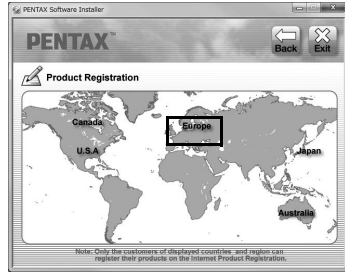 PENTAX Software Installer
PENTAX™
Back
Exit
Product Registration
Canada
Europe
U.S.A
Japan
Australia
Note: Only the customers of displayed countries and region can
register their products on the Internet Product Registration.